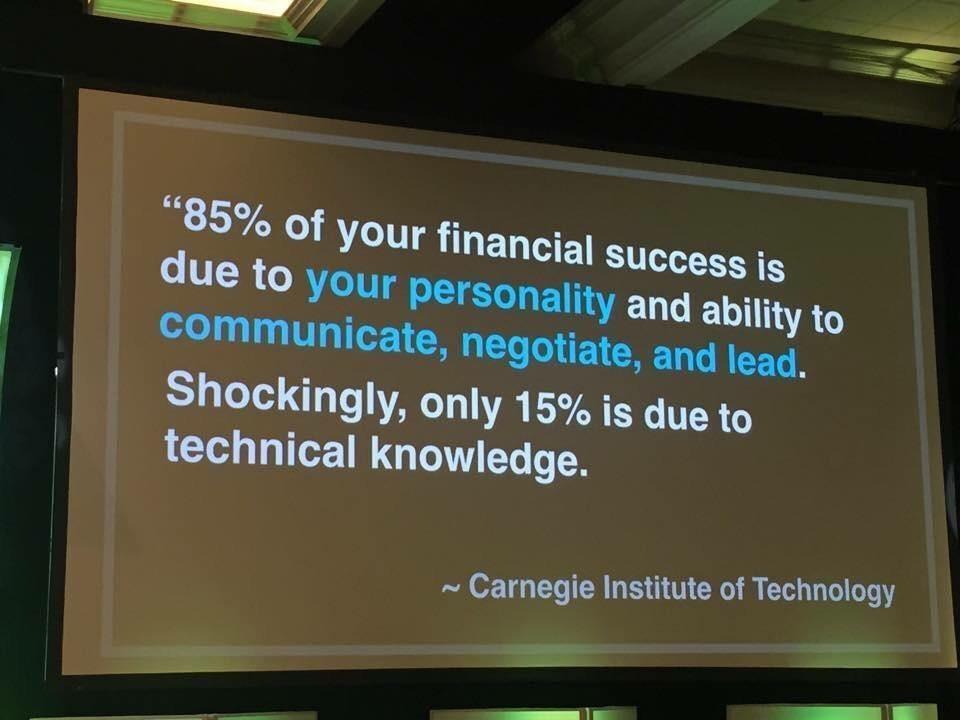 “85% of your financial success is
due to your personality and ability to
communicate, negotiate, and lead.
Shockingly, only 15% is due to
technical knowledge.
~ Carnegie Institute of Technology